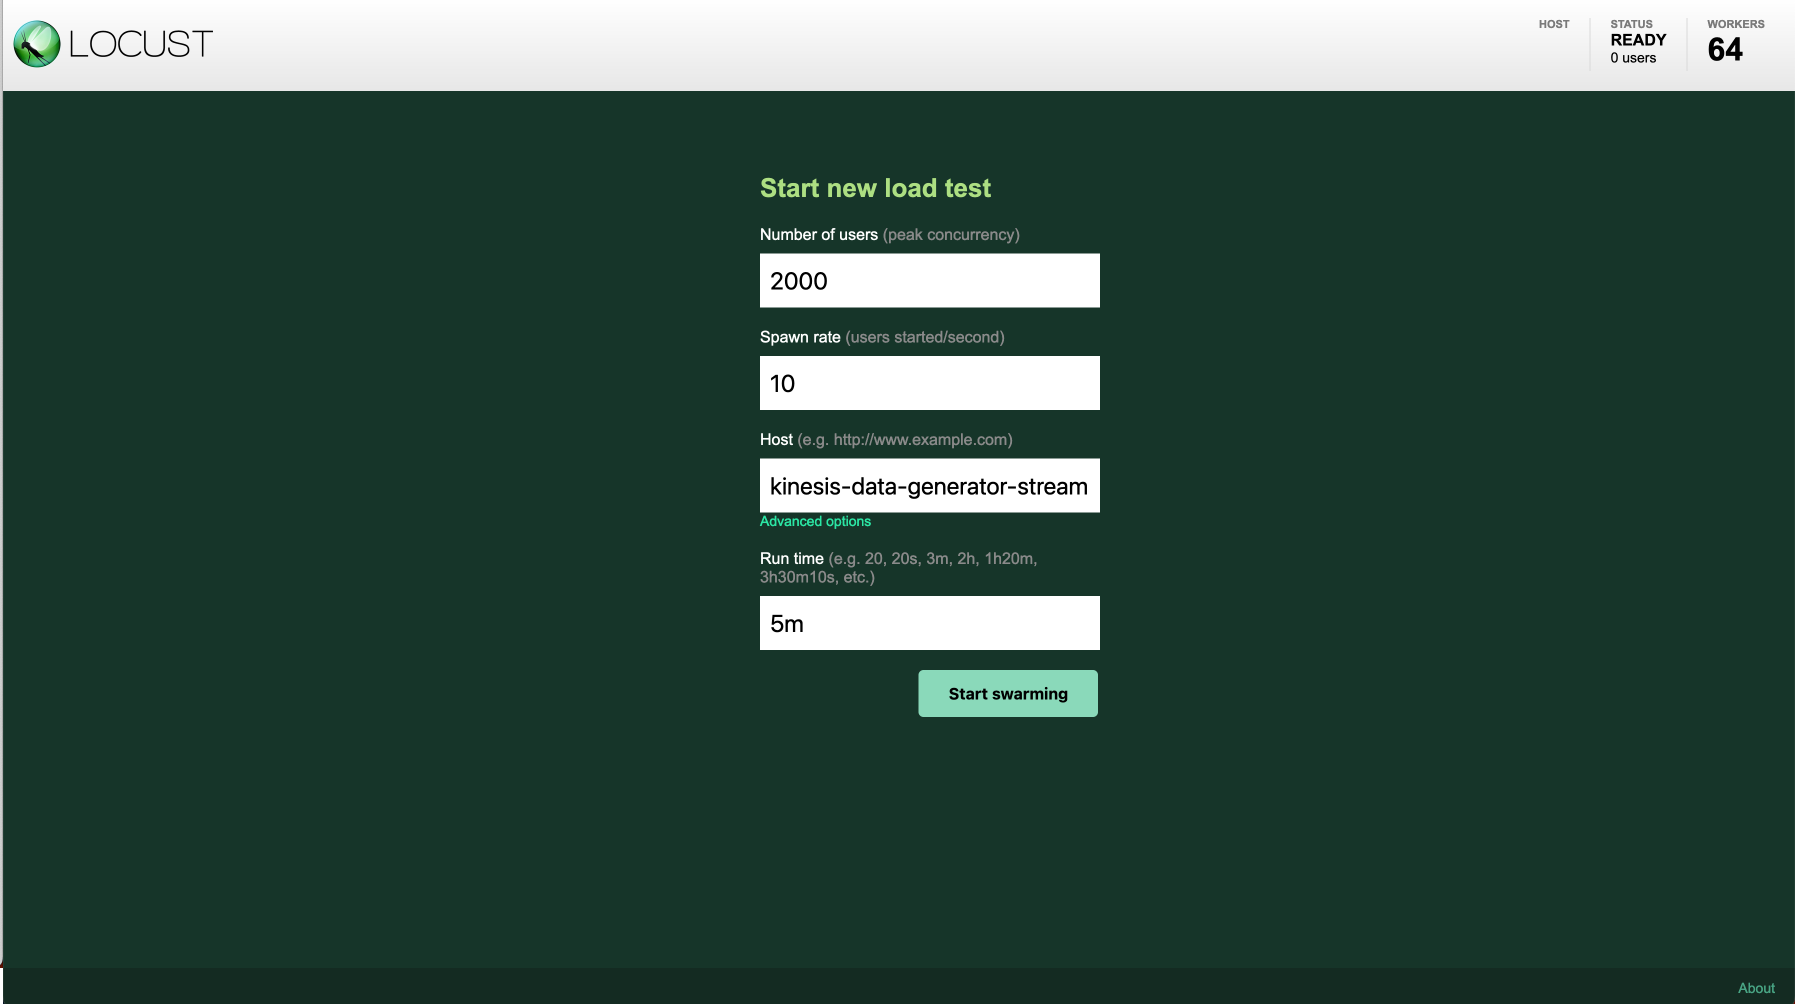 LOCUST
HOST
STATUS
READY
0 users
WORKERS
64
Start new load test
Number of users (peak concurrency)
2000
Spawn rate (users started/second)
10
Host (e.g. http://www.example.com)
kinesis-data-generator-stream
Advanced options
Run time (e.g. 20, 20s, 3m, 2h, 1h20m,
3h30m10s, etc.)
5m
Start swarming
About